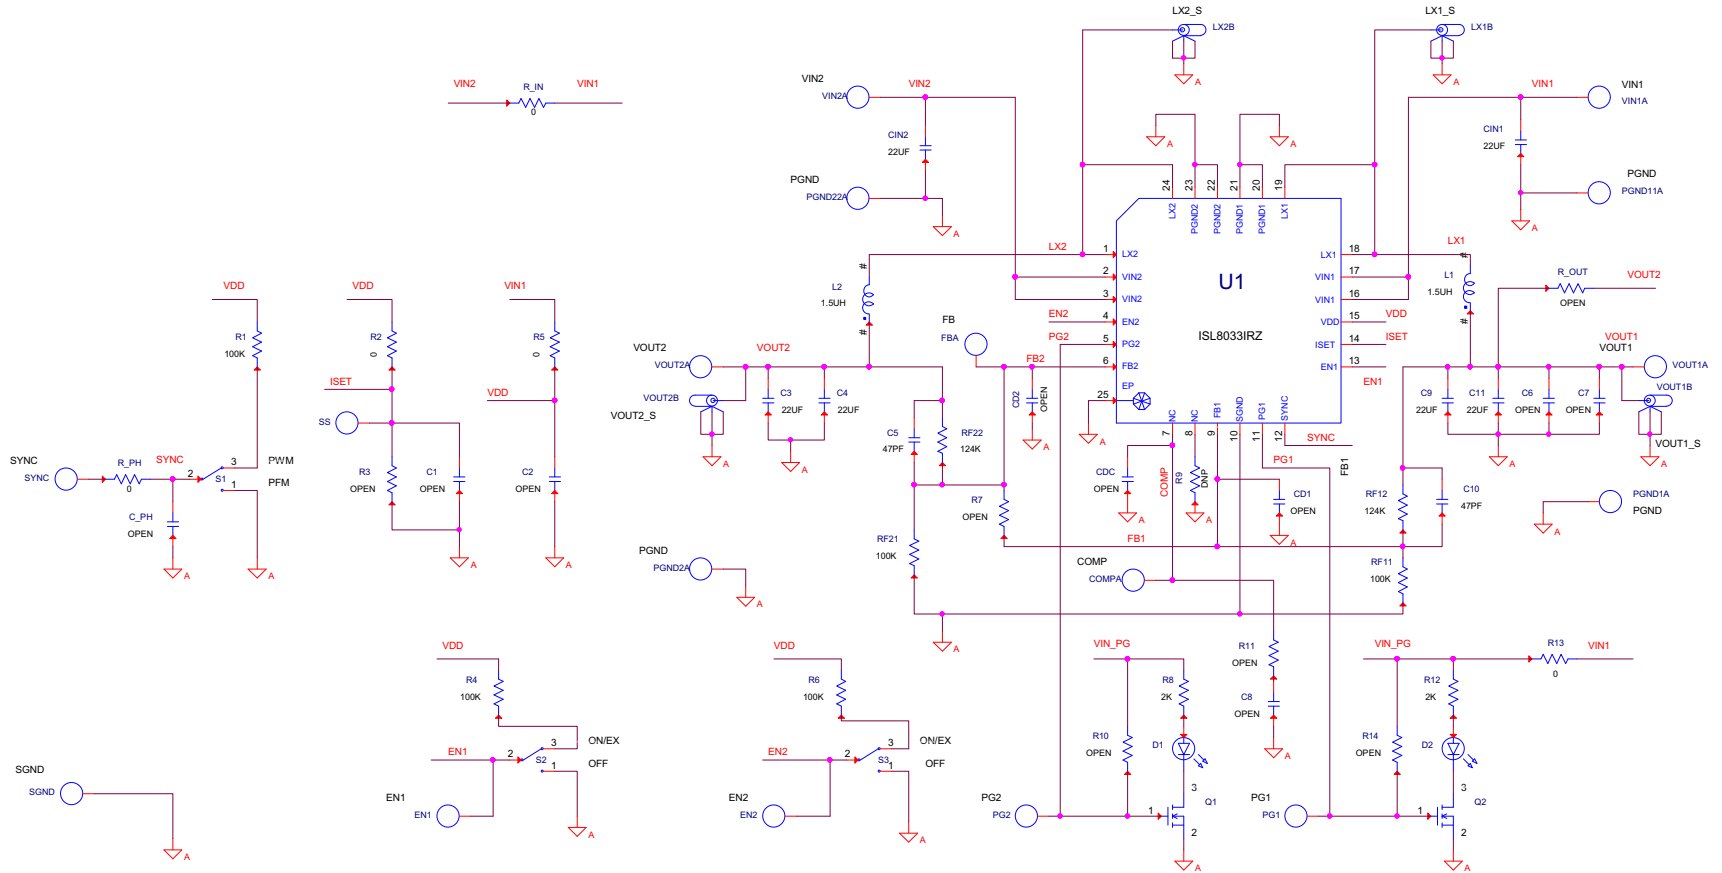 LX2_S
LX2B
A
LX1_S
LX1B
A
VIN2
R_IN
VIN1
0
VIN2
VIN2A
VIN2
CIN2
22UF
PGND
PGND22A
A
A
A
VIN1
VIN1
VIN1A
CIN1
22UF
PGND
PGND11A
A
24
23
22
21
20
19
LX2
PGND2
PGND2
PGND1
PGND1
LX1
LX2
1
LX2
2
VIN2
3
VIN2
EN2
4
EN2
PG2
5
PG2
FB2
6
FB2
25
EP
A
U1
ISL8033IRZ
LX1
18
LX1
VIN1
17
VIN1
16
VDD
15
VDD
ISET
14
ISET
EN1
13
EN1
NC
NC
FB1
SGND
PG1
SYNC
7
8
9
10
11
12
SYNC
PG1
FB1
#
L2
1.5UH
#
#
L1
1.5UH
#
R_OUT
OPEN
VOUT2
VDD
R1
100K
VDD
R2
0
ISET
SS
R3
OPEN
C1
OPEN
A
VIN1
R5
0
VDD
C2
OPEN
A
SYNC
SYNC
R_PH
0
SYNC
2
3
1
S1
PWM
PFM
C_PH
OPEN
A
A
VOUT2
VOUT2A
VOUT2
VOUT2B
VOUT2_S
A
C3
22UF
C4
22UF
A
FB
FBA
CD2
OPEN
A
C5
47PF
RF22
124K
R7
OPEN
RF21
100K
A
PGND
PGND2A
A
CDC
OPEN
A
COMP
R9
DNP
A
CD1
OPEN
A
FB1
COMP
COMPA
R11
OPEN
C8
OPEN
A
VOUT1
VOUT1
VOUT1A
VOUT1B
VOUT1_S
A
C9
22UF
C11
22UF
C6
OPEN
C7
OPEN
A
RF12
124K
C10
47PF
RF11
100K
PGND1A
PGND
A
VDD
R4
100K
EN1
2
3
1
S2
ON/EX
OFF
EN1
EN1
A
VDD
R6
100K
EN2
2
3
1
S3
ON/EX
OFF
EN2
EN2
A
SGND
SGND
A
VIN_PG
R8
2K
R10
OPEN
D1
PG2
PG2
1
3
2
Q1
A
VIN_PG
R13
0
VIN1
R12
2K
R14
OPEN
D2
PG1
PG1
1
3
2
Q2
A